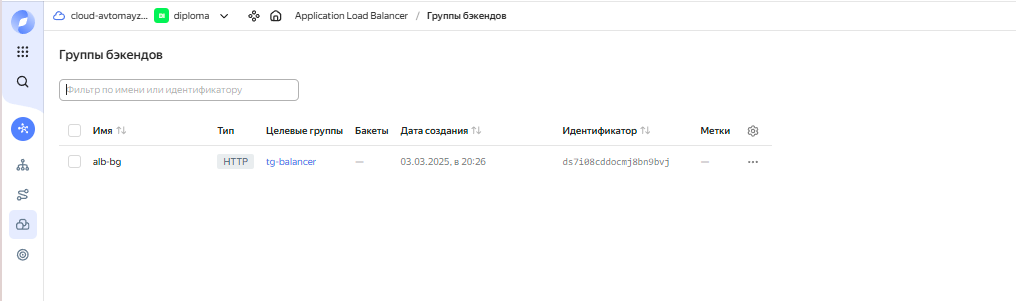 cloud-avtomayz... diploma Application Load Balancer / Группы бэкендов
Группы бэкендов
Фильтр по имени или идентификатору
Имя Тип Целевые группы Бакеты Дата создания Идентификатор Метки
alb-bg HTTP tg-balancer — 03.03.2025, в 20:26 ds7i08cddocmj8bn9bvj —